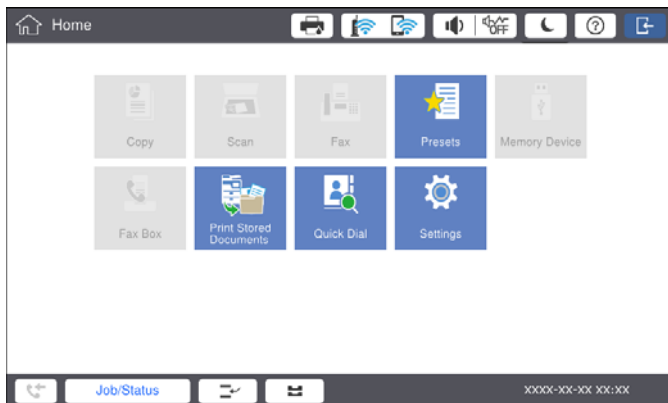 Home
OFF
?
Copy
Scan
Fax
Presets
Memory Device
Fax Box
Print Stored
Documents
Quick Dial
Settings
Job/Status
XXXX-XX-XX XX:XX